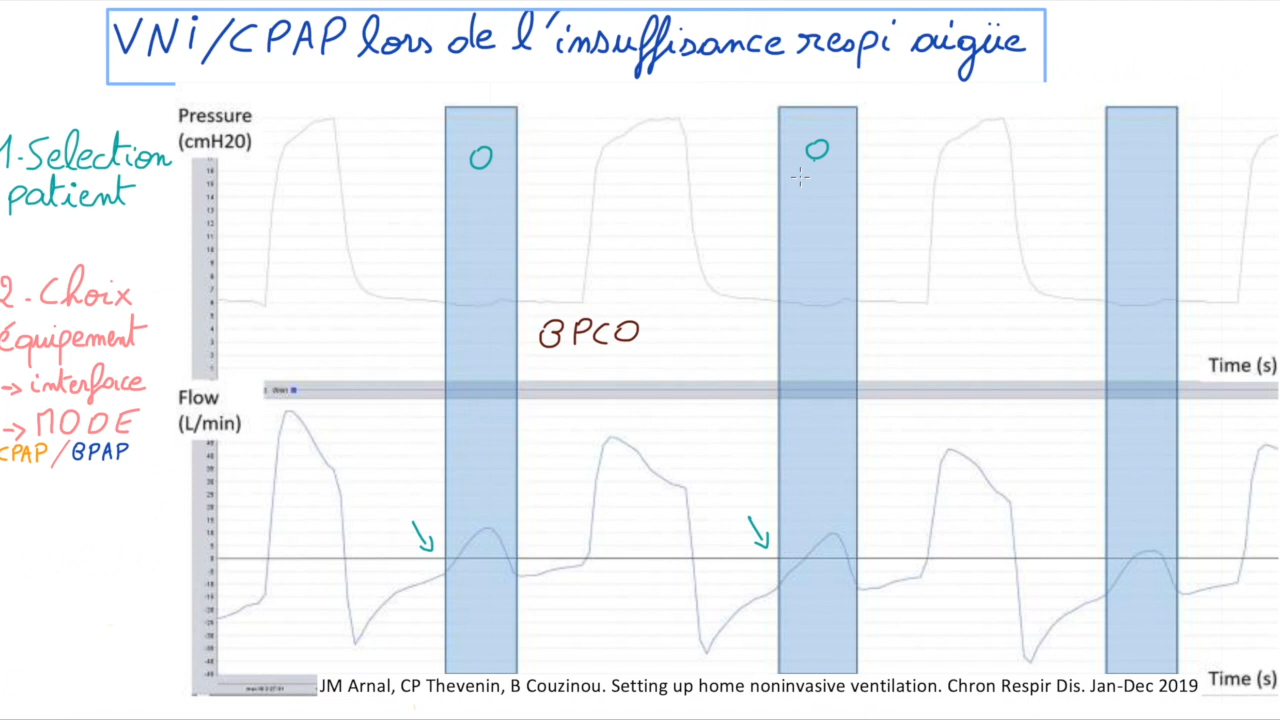 VNI/CPAP lors de l'insuffisance respi aigüe
1-Selection
patient
2-Choix
équipement
-> interface
-> MODE
CPAP/BPAP
Pressure
(cmH20)
O
O
BPCO
Time (s)
Flow
(L/min)
Time (s)
JM Arnal, CP Thevenin, B Couzinou. Setting up home noninvasive ventilation. Chron Respir Dis. Jan-Dec 2019